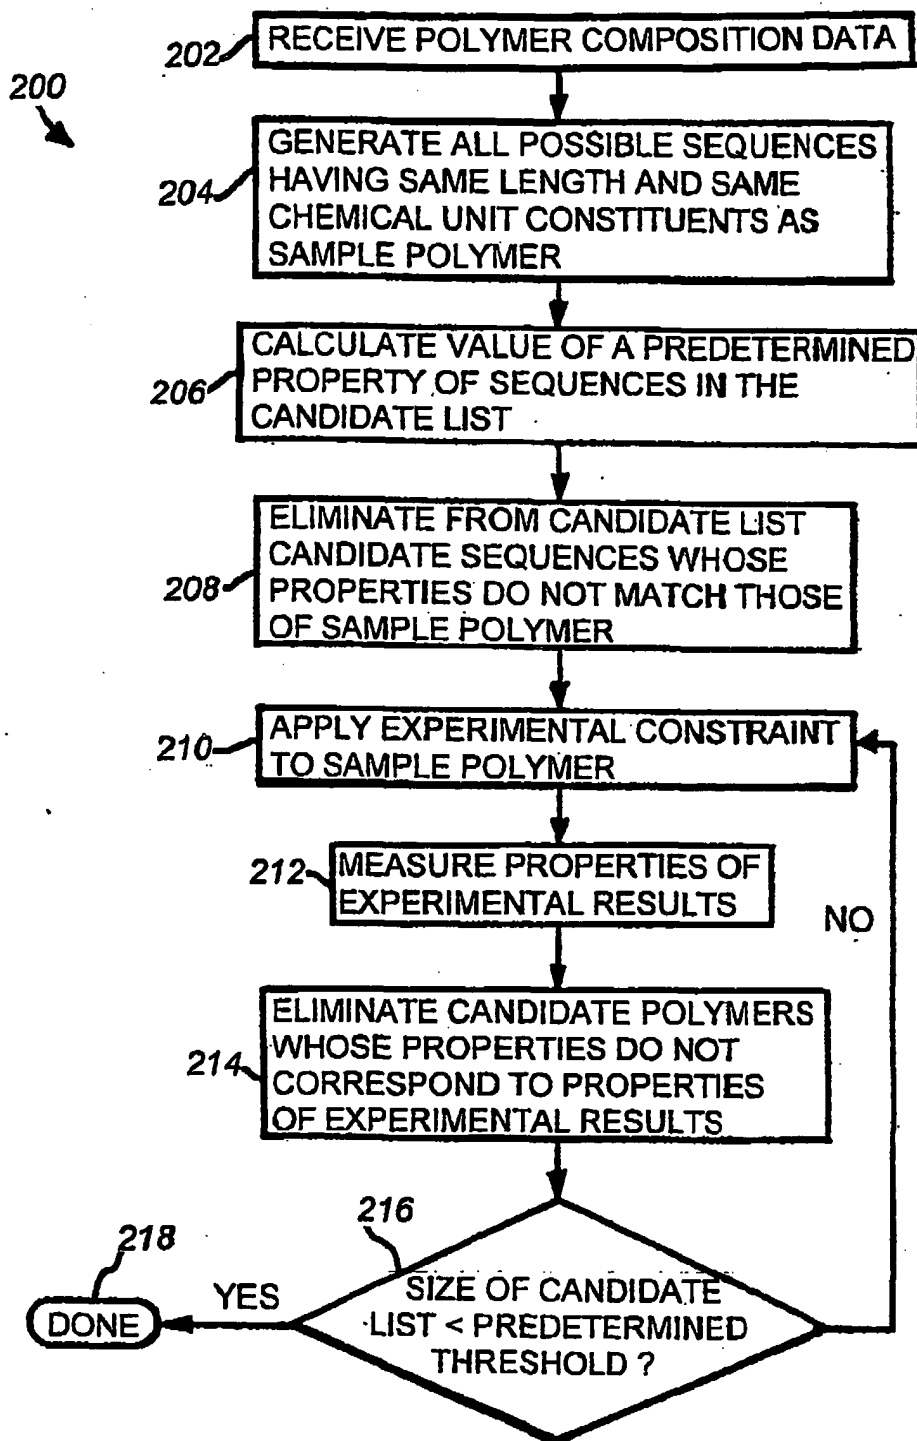 200
202
RECEIVE POLYMER COMPOSITION DATA
204
GENERATE ALL POSSIBLE SEQUENCES
HAVING SAME LENGTH AND SAME
CHEMICAL UNIT CONSTITUENTS AS
SAMPLE POLYMER
206
CALCULATE VALUE OF A PREDETERMINED
PROPERTY OF SEQUENCES IN THE
CANDIDATE LIST
208
ELIMINATE FROM CANDIDATE LIST
CANDIDATE SEQUENCES WHOSE
PROPERTIES DO NOT MATCH THOSE
OF SAMPLE POLYMER
210
APPLY EXPERIMENTAL CONSTRAINT
TO SAMPLE POLYMER
212
MEASURE PROPERTIES OF
EXPERIMENTAL RESULTS
NO
214
ELIMINATE CANDIDATE POLYMERS
WHOSE PROPERTIES DO NOT
CORRESPOND TO PROPERTIES
OF EXPERIMENTAL RESULTS
216
SIZE OF CANDIDATE
LIST < PREDETERMINED
THRESHOLD ?
YES
218
DONE